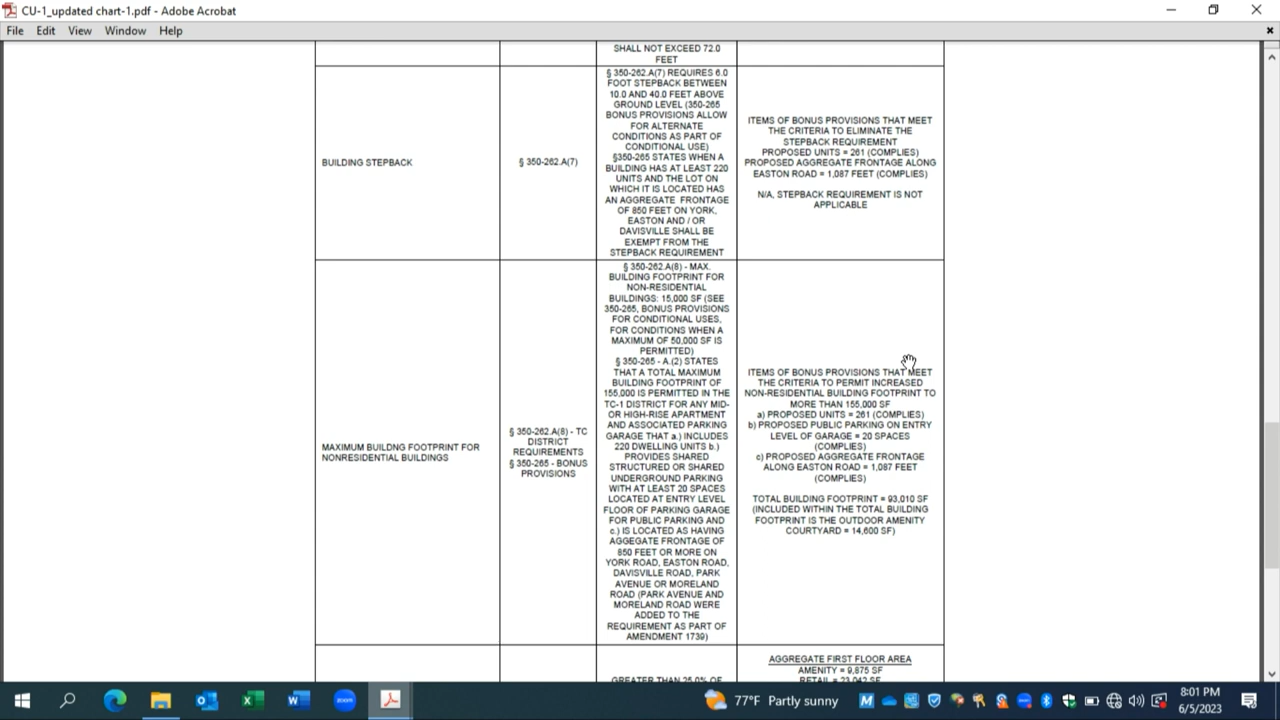 CU-1_updated chart-1.pdf - Adobe Acrobat
File Edit View Window Help
SHALL NOT EXCEED 72.0
FEET
BUILDING STEPBACK
§ 350-262.A(7)
§ 350-262.A(7) REQUIRES 6.0
FOOT STEPBACK BETWEEN
10.0 AND 40.0 FEET ABOVE
GROUND LEVEL (350-265
BONUS PROVISIONS ALLOW
FOR ALTERNATE
CONDITIONS AS PART OF
CONDITIONAL USE)
§350-265 STATES WHEN A
BUILDING HAS AT LEAST 220
UNITS AND THE LOT ON
WHICH IT IS LOCATED HAS
AN AGGREGATE FRONTAGE
OF 850 FEET ON YORK,
EASTON AND / OR
DAVISVILLE SHALL BE
EXEMPT FROM THE
STEPBACK REQUIREMENT
ITEMS OF BONUS PROVISIONS THAT MEET
THE CRITERIA TO ELIMINATE THE
STEPBACK REQUIREMENT
PROPOSED UNITS = 261 (COMPLIES)
PROPOSED AGGREGATE FRONTAGE ALONG
EASTON ROAD = 1,087 FEET (COMPLIES)
N/A, STEPBACK REQUIREMENT IS NOT
APPLICABLE
MAXIMUM BUILDNG FOOTPRINT FOR
NONRESIDENTIAL BUILDINGS
§ 350-262.A(8) - TC
DISTRICT
REQUIREMENTS
§ 350-265 - BONUS
PROVISIONS
§ 350-262.A(8) - MAX.
BUILDING FOOTPRINT FOR
NON-RESIDENTIAL
BUILDINGS: 15,000 SF (SEE
350-265, BONUS PROVISIONS
FOR CONDITIONAL USES,
FOR CONDITIONS WHEN A
MAXIMUM OF 50,000 SF IS
PERMITTED)
§ 350-265 - A.(2) STATES
THAT A TOTAL MAXIMUM
BUILDING FOOTPRINT OF
155,000 IS PERMITTED IN THE
TC-1 DISTRICT FOR ANY MID-
OR HIGH-RISE APARTMENT
AND ASSOCIATED PARKING
GARAGE THAT a.) INCLUDES
220 DWELLING UNITS b.)
PROVIDES SHARED
STRUCTURED OR SHARED
UNDERGROUND PARKING
WITH AT LEAST 20 SPACES
LOCATED AT ENTRY LEVEL
FLOOR OF PARKING GARAGE
FOR PUBLIC PARKING AND
c.) IS LOCATED AS HAVING
AGGEGATE FRONTAGE OF
850 FEET OR MORE ON
YORK ROAD, EASTON ROAD,
DAVISVILLE ROAD, PARK
AVENUE OR MORELAND
ROAD (PARK AVENUE AND
MORELAND ROAD WERE
ADDED TO THE
REQUIREMENT AS PART OF
AMENDMENT 1739)
ITEMS OF BONUS PROVISIONS THAT MEET
THE CRITERIA TO PERMIT INCREASED
NON-RESIDENTIAL BUILDING FOOTPRINT TO
MORE THAN 155,000 SF
a) PROPOSED UNITS = 261 (COMPLIES)
b) PROPOSED PUBLIC PARKING ON ENTRY
LEVEL OF GARAGE = 20 SPACES
(COMPLIES)
c) PROPOSED AGGREGATE FRONTAGE
ALONG EASTON ROAD = 1,087 FEET
(COMPLIES)
TOTAL BUILDING FOOTPRINT = 93,010 SF
(INCLUDED WITHIN THE TOTAL BUILDING
FOOTPRINT IS THE OUTDOOR AMENITY
COURTYARD = 14,600 SF)
GREATER THAN 25.0% OF
AGGREGATE FIRST FLOOR AREA
AMENITY = 9,875 SF
RETAIL = 23,042 SF
77°F Partly sunny
8:01 PM
6/5/2023